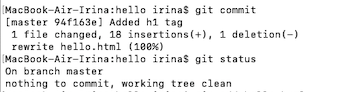 MacBook-Air-Irina:hello irina$ git commit
[master 94f163e] Added h1 tag
 1 file changed, 18 insertions(+), 1 deletion(-)
 rewrite hello.html (100%)
MacBook-Air-Irina:hello irina$ git status
On branch master
nothing to commit, working tree clean